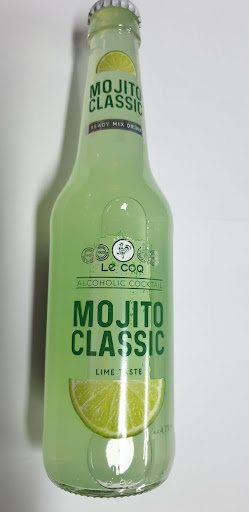 MOJITO
CLASSIC
READY MIX DRINK
Le coq
ALCOHOLIC COCKTAIL
MOJITO
CLASSIC
LIME TASTE